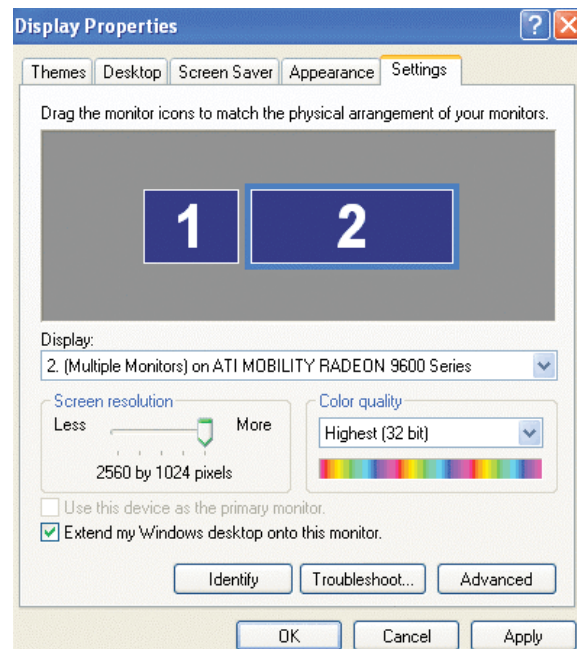 Display Properties
Themes Desktop Screen Saver Appearance Settings
Drag the monitor icons to match the physical arrangement of your monitors.
1 2
Display:
2. (Multiple Monitors) on ATI MOBILITY RADEON 9600 Series
Screen resolution Color quality
Less More Highest (32 bit)
2560 by 1024 pixels
Use this device as the primary monitor.
Extend my Windows desktop onto this monitor.
Identify Troubleshoot... Advanced
OK Cancel Apply